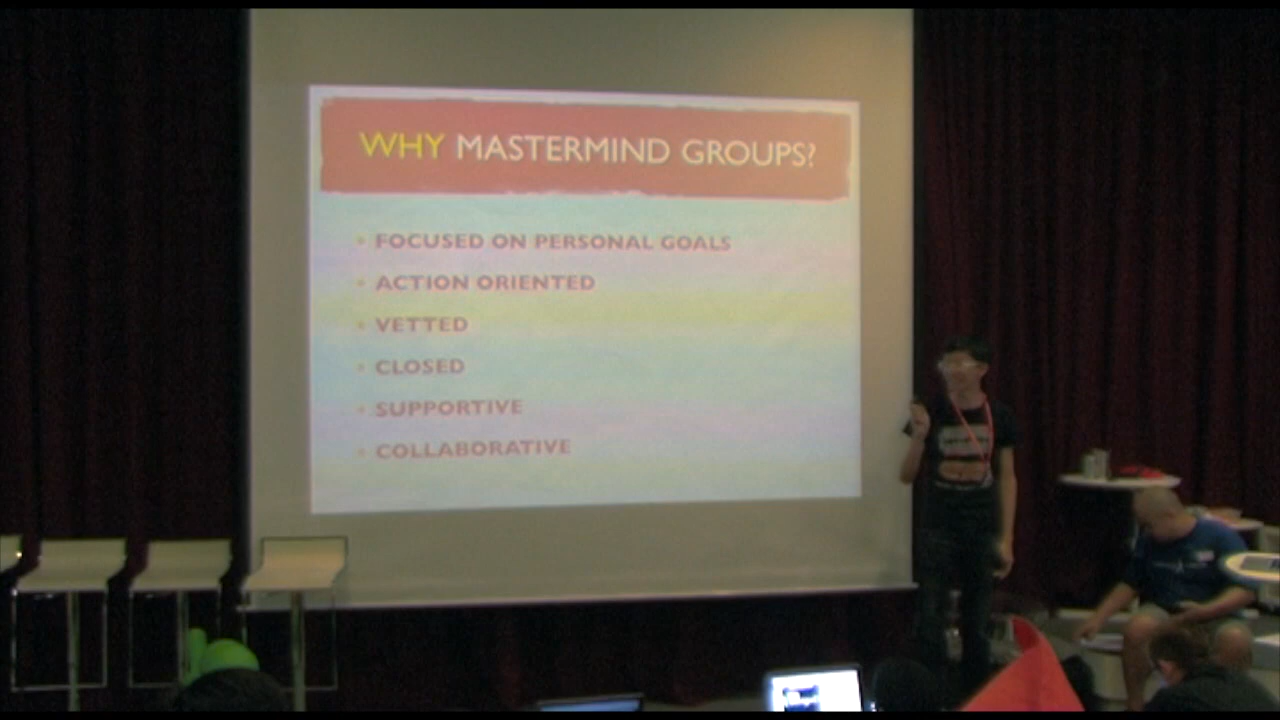 WHY MASTERMIND GROUPS?
• FOCUSED ON PERSONAL GOALS
• ACTION ORIENTED
• VETTED
• CLOSED
• SUPPORTIVE
• COLLABORATIVE